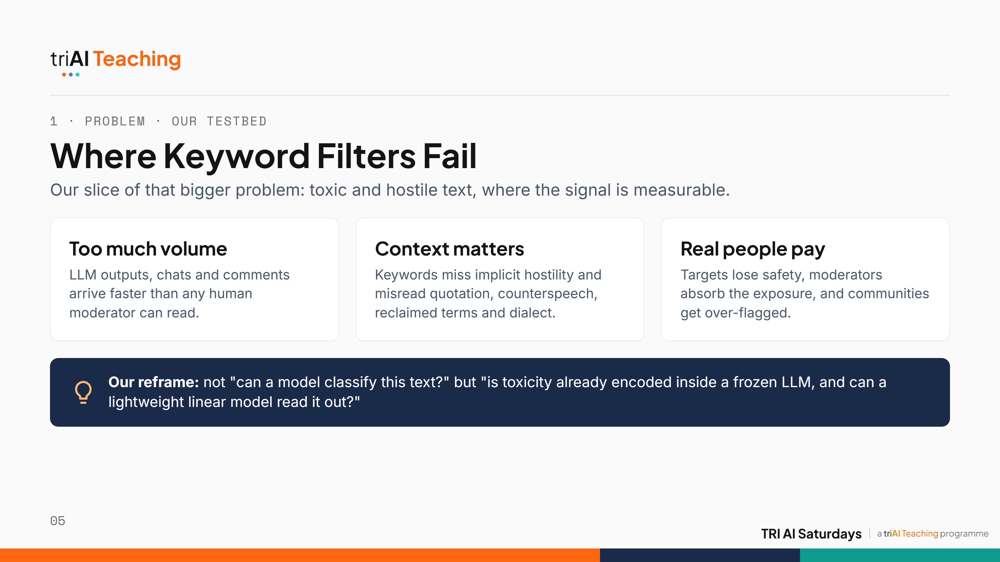 triAI Teaching
1 · PROBLEM · OUR TESTBED
Where Keyword Filters Fail
Our slice of that bigger problem: toxic and hostile text, where the signal is measurable.
Too much volume
LLM outputs, chats and comments
arrive faster than any human
moderator can read.
Context matters
Keywords miss implicit hostility and
misread quotation, counterspeech,
reclaimed terms and dialect.
Real people pay
Targets lose safety, moderators
absorb the exposure, and communities
get over-flagged.
Our reframe: not "can a model classify this text?" but "is toxicity already encoded inside a frozen LLM, and can a
lightweight linear model read it out?"
05
TRI AI Saturdays | a triAI Teaching programme